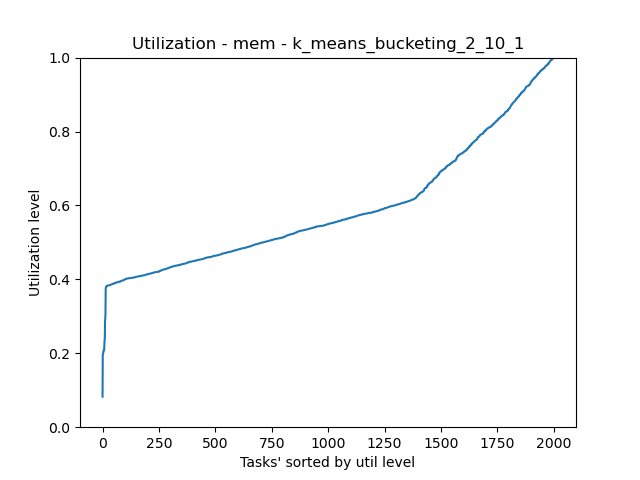 Utilization - mem - k_means_bucketing_2_10_1
1.0
0.8
0.6
0.4
0.2
0.0
Utilization level
0 250 500 750 1000 1250 1500 1750 2000
Tasks' sorted by util level